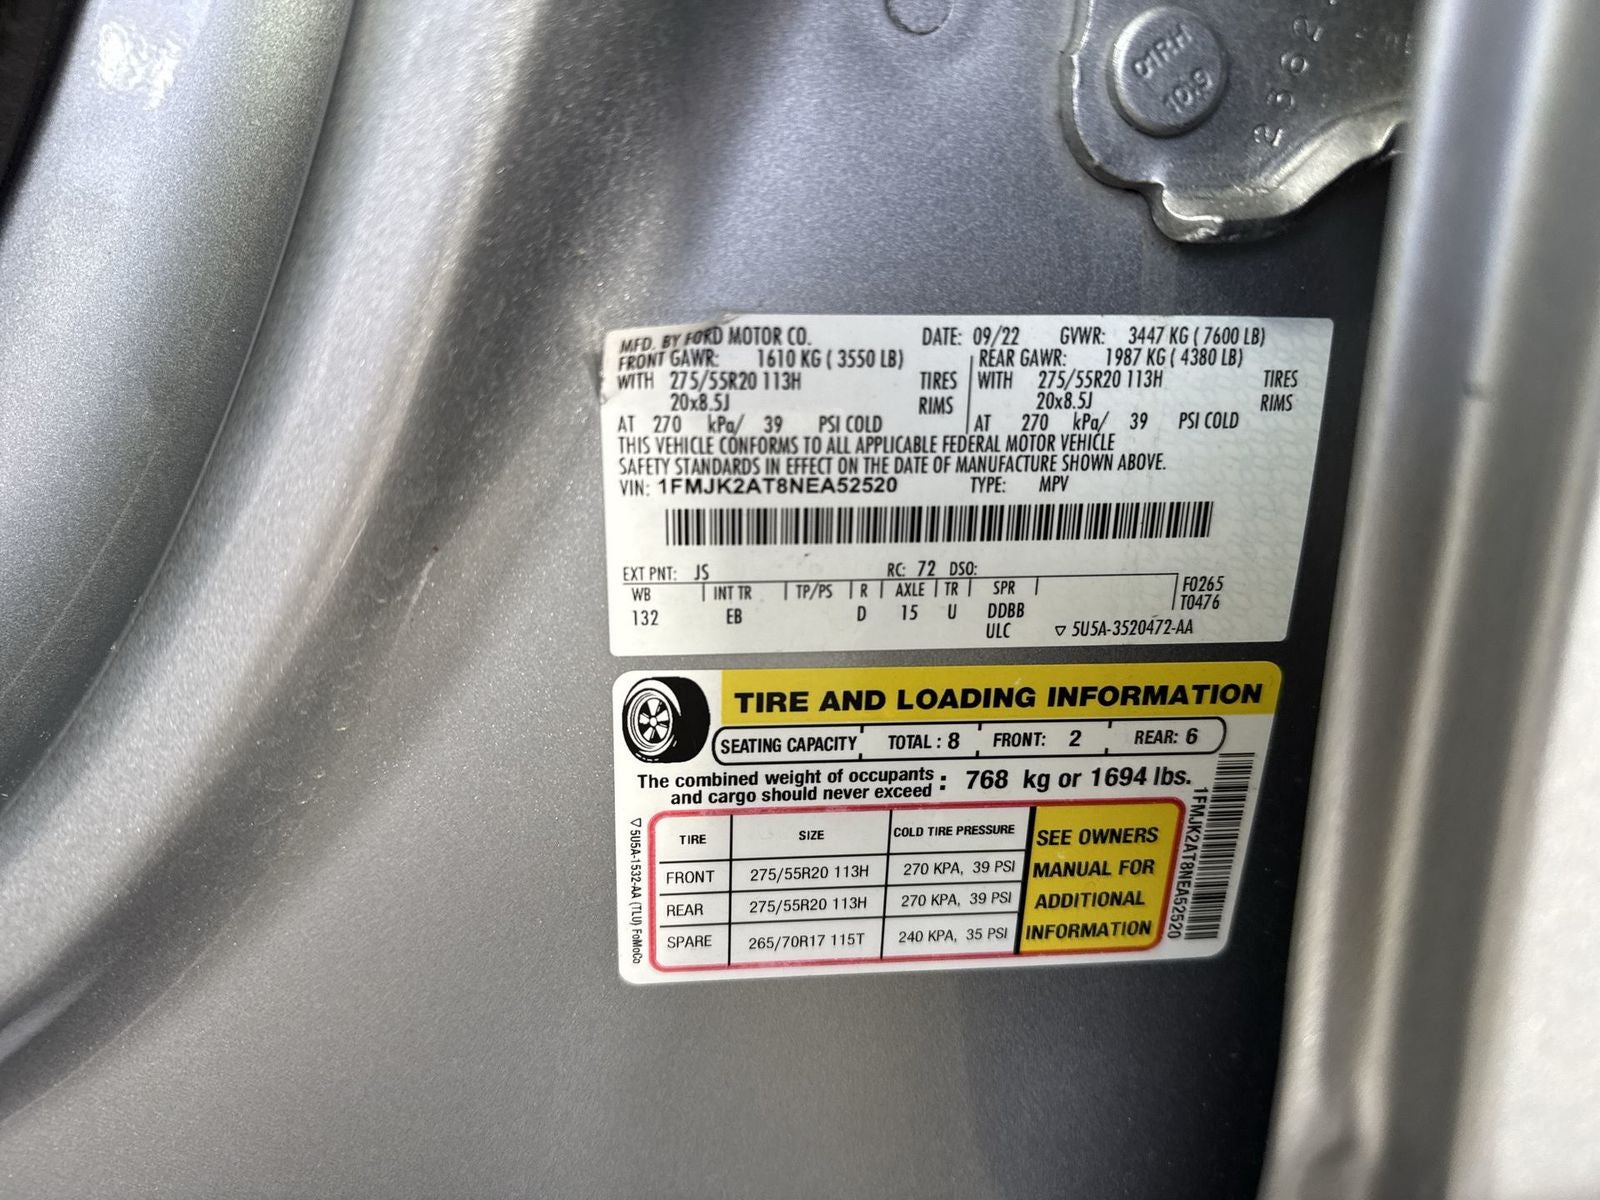 01RH
10.9
MFD. BY FORD MOTOR CO. DATE: 09/22 GVWR: 3447 KG ( 7600 LB)
FRONT GAWR: 1610 KG ( 3550 LB) REAR GAWR: 1987 KG ( 4380 LB)
WITH 275/55R20 113H TIRES WITH 275/55R20 113H TIRES
20x8.5J RIMS 20x8.5J RIMS
AT 270 kPa/ 39 PSI COLD AT 270 kPa/ 39 PSI COLD
THIS VEHICLE CONFORMS TO ALL APPLICABLE FEDERAL MOTOR VEHICLE
SAFETY STANDARDS IN EFFECT ON THE DATE OF MANUFACTURE SHOWN ABOVE.
VIN: 1FMJK2AT8NEA52520 TYPE: MPV
EXT PNT: JS RC: 72 DSO:
WB INT TR TP/PS R AXLE TR SPR F0265
132 EB D 15 U DDBB T0476
ULC ▽ 5U5A-3520472-AA
TIRE AND LOADING INFORMATION
SEATING CAPACITY TOTAL : 8 FRONT: 2 REAR: 6
The combined weight of occupants and cargo should never exceed : 768 kg or 1694 lbs.
TIRE SIZE COLD TIRE PRESSURE
FRONT 275/55R20 113H 270 KPA, 39 PSI
REAR 275/55R20 113H 270 KPA, 39 PSI
SPARE 265/70R17 115T 240 KPA, 35 PSI
SEE OWNERS
MANUAL FOR
ADDITIONAL
INFORMATION
▽ 5U5A-1532-AA (TLU) FoMoCo
1FMJK2AT8NEA52520